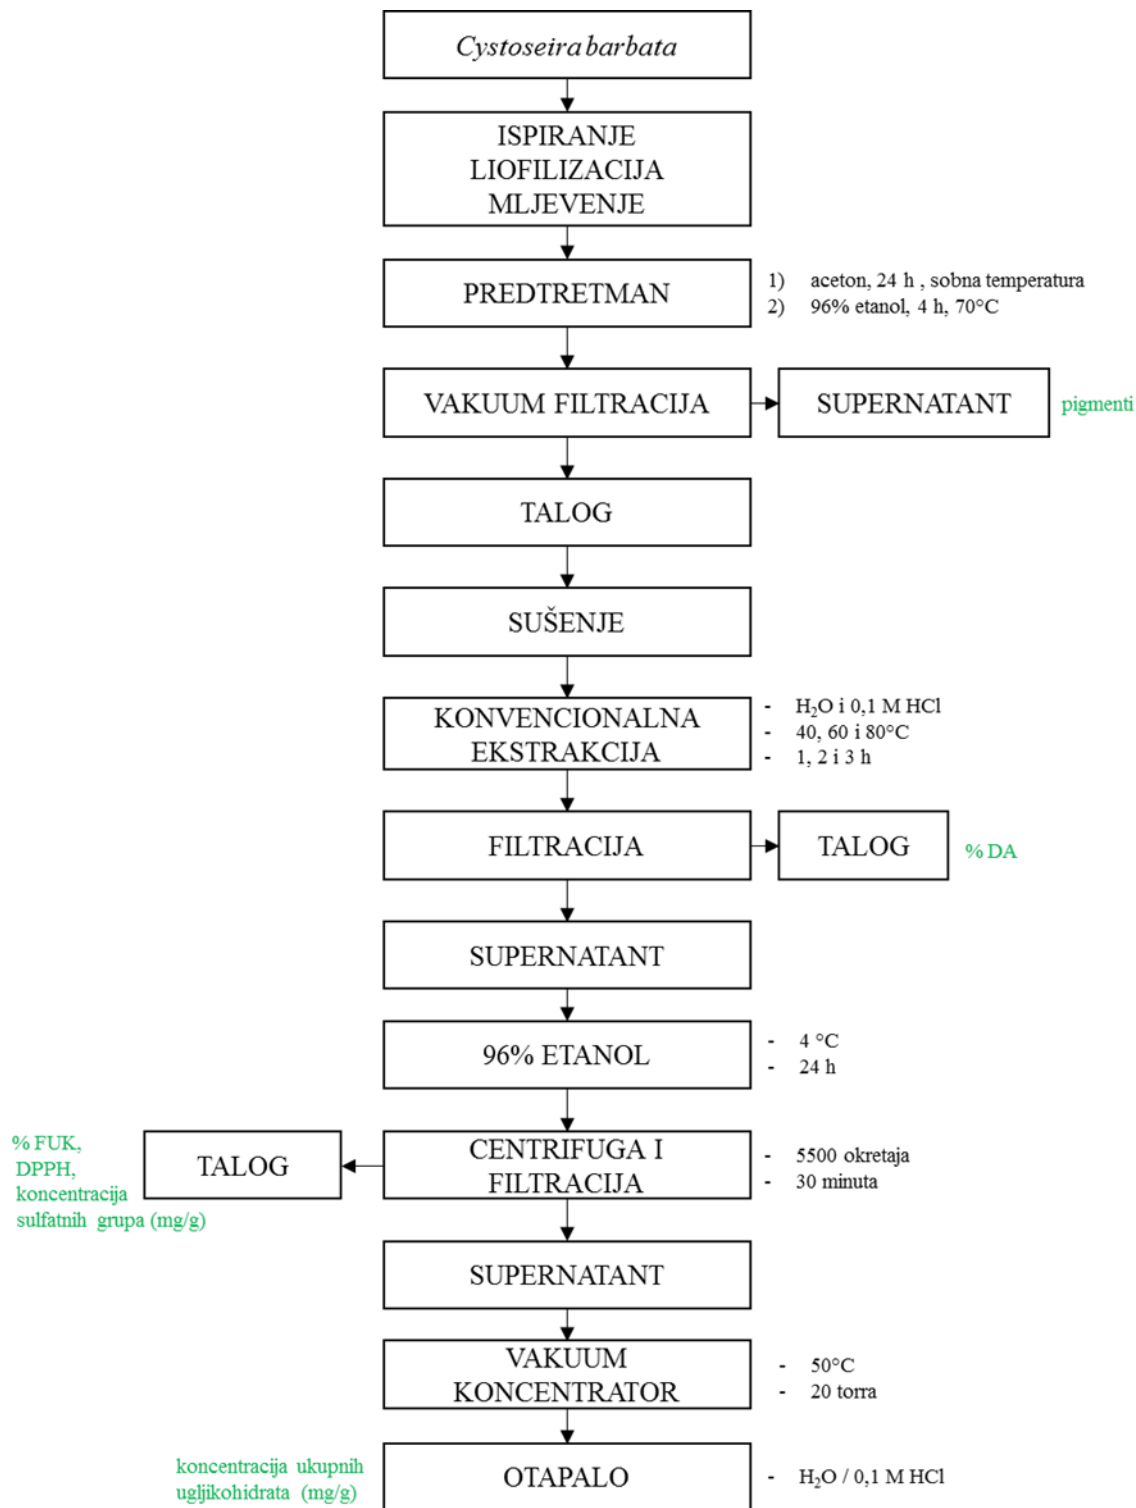 Cystoseira barbata
ISPIRANJE
LIOFILIZACIJA
MLJEVENJE
PREDTRETMAN
1) aceton, 24 h , sobna temperatura
2) 96% etanol, 4 h, 70°C
VAKUUM FILTRACIJA
SUPERNATANT
pigmenti
TALOG
SUŠENJE
KONVENCIONALNA
EKSTRAKCIJA
- H₂O i 0,1 M HCl
- 40, 60 i 80°C
- 1, 2 i 3 h
FILTRACIJA
TALOG
% DA
SUPERNATANT
96% ETANOL
- 4 °C
- 24 h
% FUK,
DPPH,
koncentracija
sulfatnih grupa (mg/g)
TALOG
CENTRIFUGA I
FILTRACIJA
- 5500 okretaja
- 30 minuta
SUPERNATANT
VAKUUM
KONCENTRATOR
- 50°C
- 20 torra
koncentracija ukupnih
ugljikohidrata (mg/g)
OTAPALO
- H₂O / 0,1 M HCl